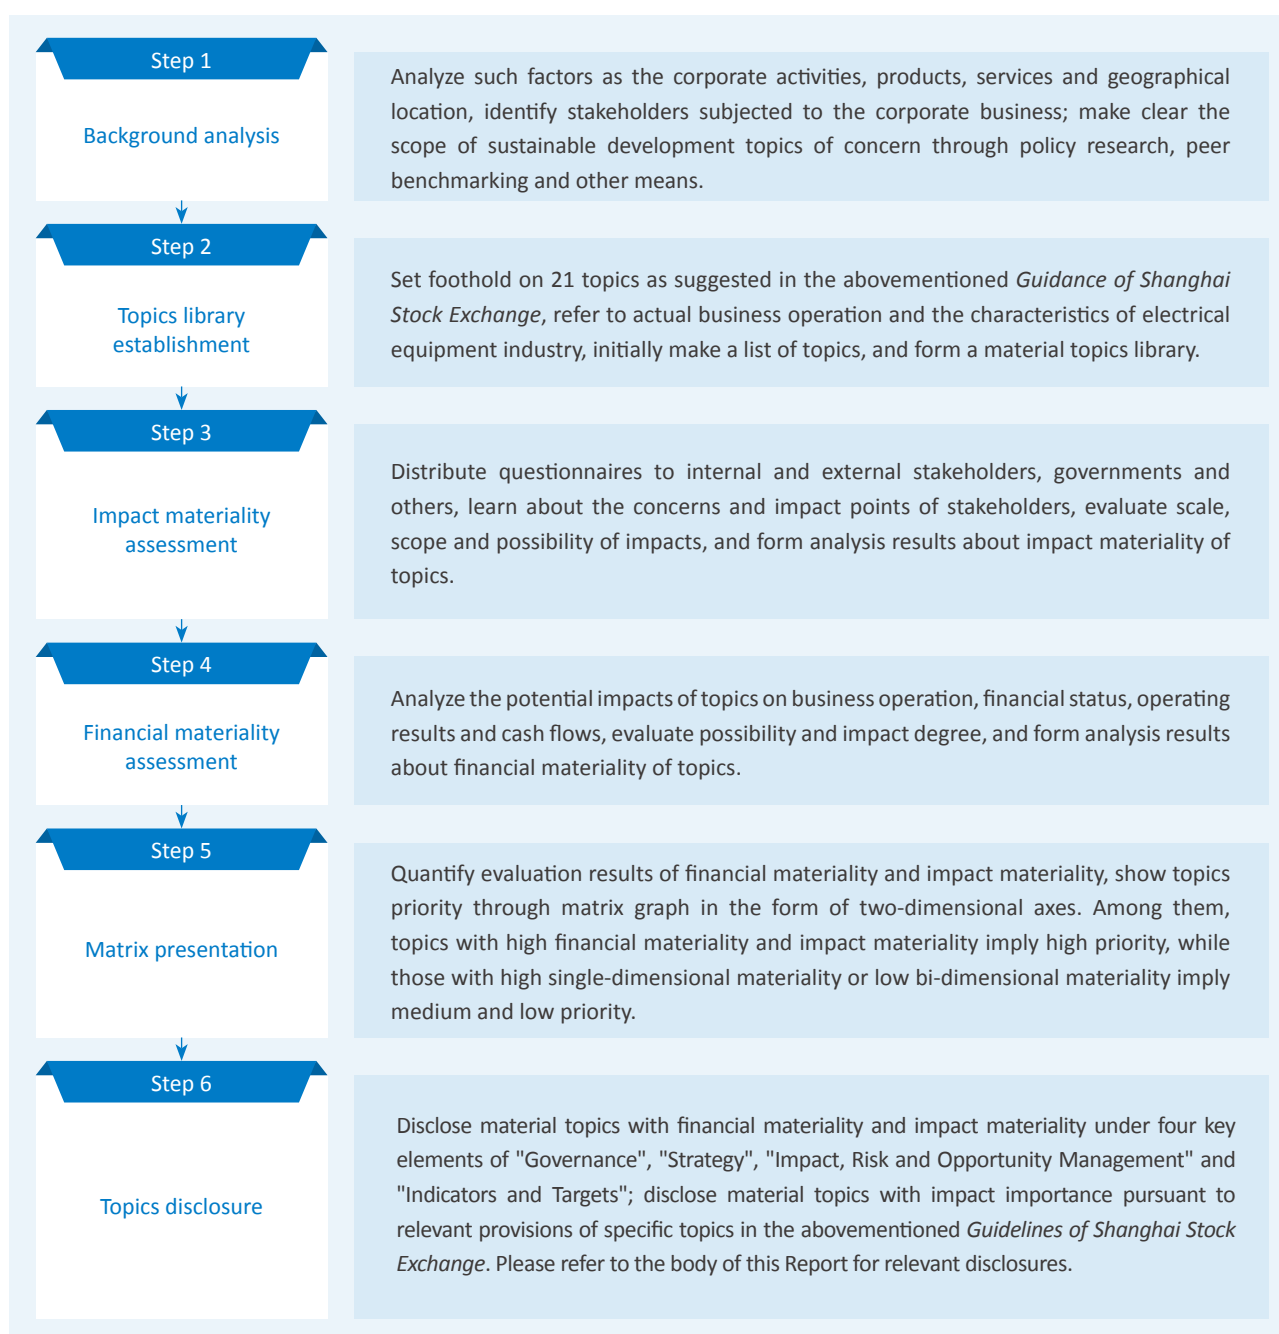 Step 1
Background analysis
Analyze such factors as the corporate activities, products, services and geographical
location, identify stakeholders subjected to the corporate business; make clear the
scope of sustainable development topics of concern through policy research, peer
benchmarking and other means.
Step 2
Topics library
establishment
Set foothold on 21 topics as suggested in the abovementioned Guidance of Shanghai
Stock Exchange, refer to actual business operation and the characteristics of electrical
equipment industry, initially make a list of topics, and form a material topics library.
Step 3
Impact materiality
assessment
Distribute questionnaires to internal and external stakeholders, governments and
others, learn about the concerns and impact points of stakeholders, evaluate scale,
scope and possibility of impacts, and form analysis results about impact materiality of
topics.
Step 4
Financial materiality
assessment
Analyze the potential impacts of topics on business operation, financial status, operating
results and cash flows, evaluate possibility and impact degree, and form analysis results
about financial materiality of topics.
Step 5
Matrix presentation
Quantify evaluation results of financial materiality and impact materiality, show topics
priority through matrix graph in the form of two-dimensional axes. Among them,
topics with high financial materiality and impact materiality imply high priority, while
those with high single-dimensional materiality or low bi-dimensional materiality imply
medium and low priority.
Step 6
Topics disclosure
Disclose material topics with financial materiality and impact materiality under four key
elements of "Governance", "Strategy", "Impact, Risk and Opportunity Management" and
"Indicators and Targets"; disclose material topics with impact importance pursuant to
relevant provisions of specific topics in the abovementioned Guidelines of Shanghai Stock
Exchange. Please refer to the body of this Report for relevant disclosures.